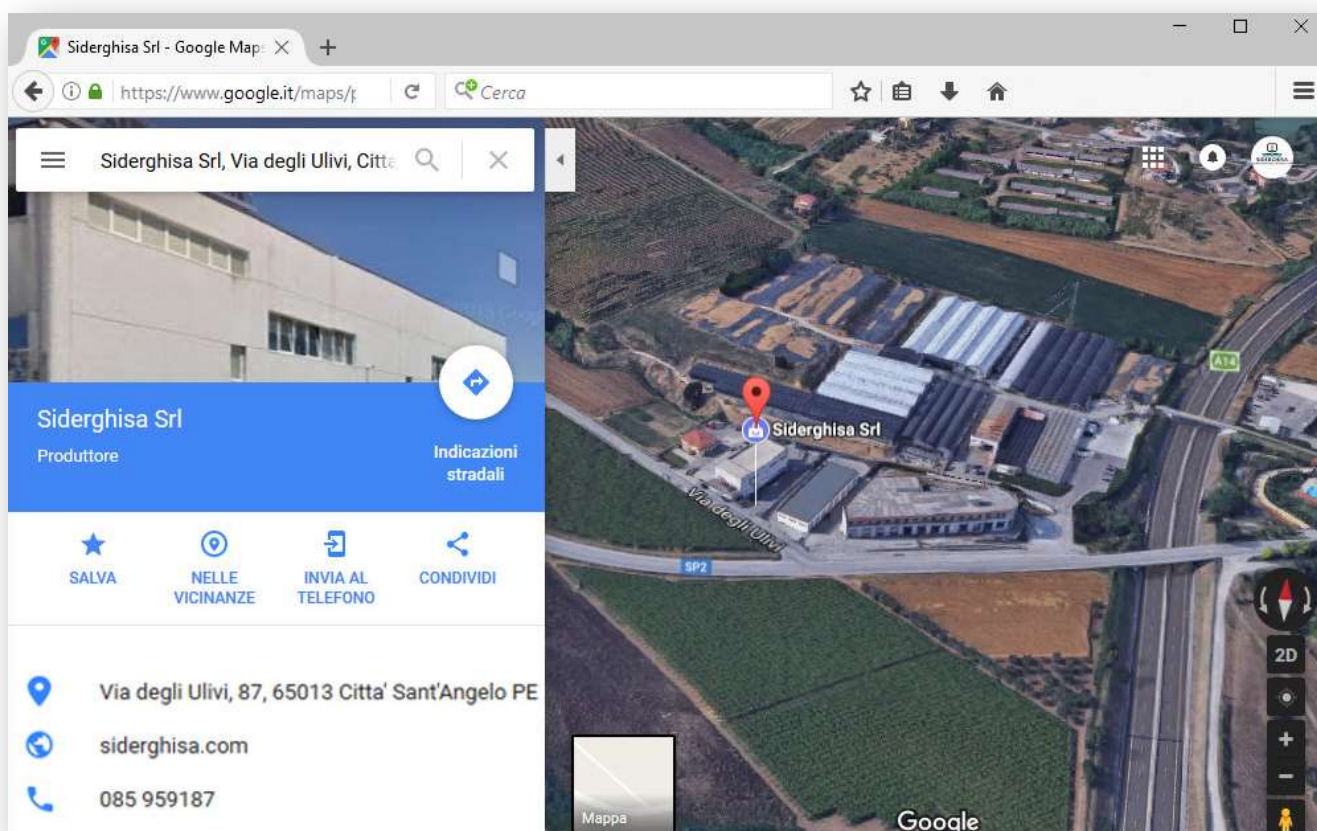 Siderghisa Srl - Google Map
https://www.google.it/maps/p
Cerca
Siderghisa Srl, Via degli Ulivi, Citta
Siderghisa Srl
Produttore
Indicazioni
stradali
SALVA
NELLE
VICINANZE
INVIA AL
TELEFONO
CONDIVIDI
Via degli Ulivi, 87, 65013 Citta' Sant'Angelo PE
siderghisa.com
085 959187
A14
Siderghisa Srl
Via degli Ulivi
SP2
2D
Mappa
Google